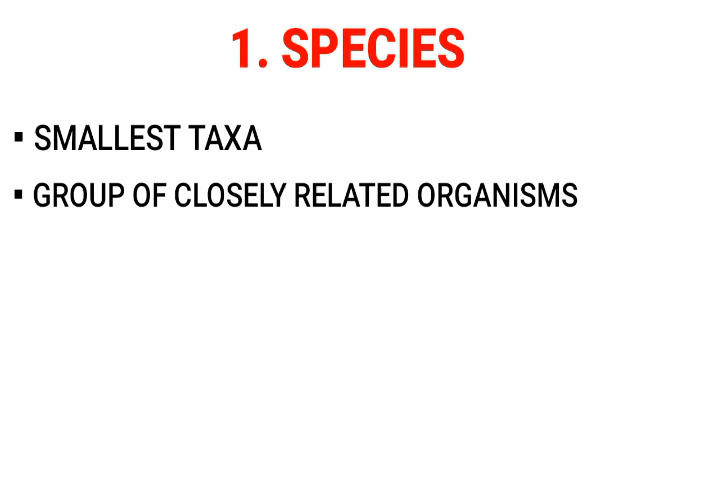 1. SPECIES
▪ SMALLEST TAXA
▪ GROUP OF CLOSELY RELATED ORGANISMS